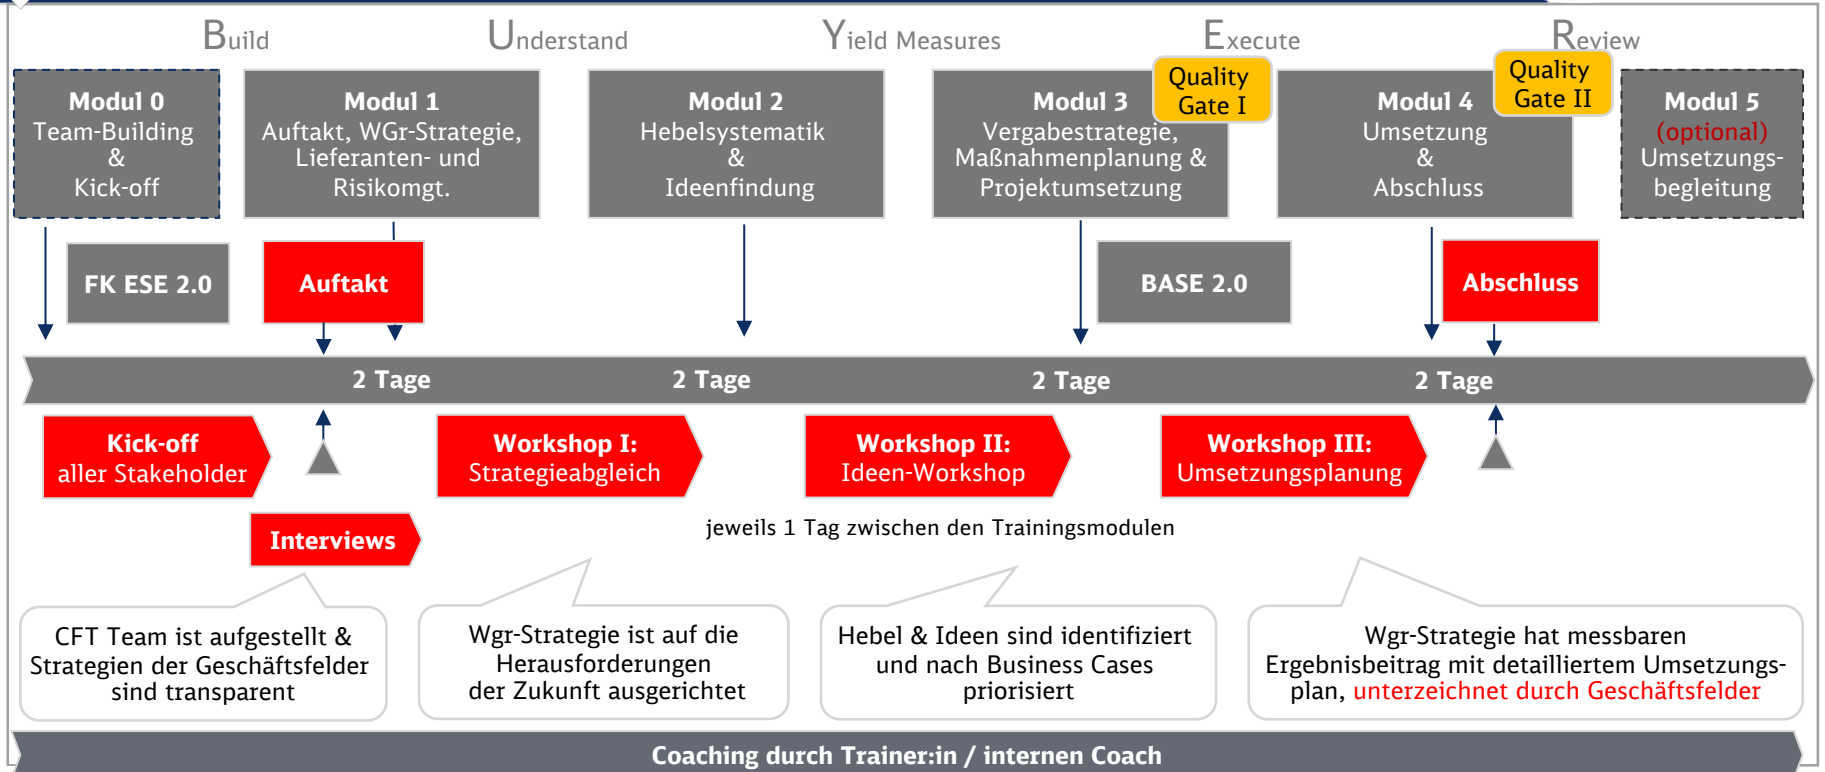 Build
Understand
Yield Measures
Execute
Review
Modul 0
Team-Building
&
Kick-off
Modul 1
Auftakt, WGr-Strategie,
Lieferanten- und
Risikomgt.
Modul 2
Hebelsystematik
&
Ideenfindung
Modul 3
Vergabestrategie,
Maßnahmenplanung &
Projektumsetzung
Quality
Gate I
Modul 4
Umsetzung
&
Abschluss
Quality
Gate II
Modul 5
(optional)
Umsetzungs-
begleitung
FK ESE 2.0
Auftakt
BASE 2.0
Abschluss
2 Tage
2 Tage
2 Tage
2 Tage
Kick-off
aller Stakeholder
Workshop I:
Strategieabgleich
Workshop II:
Ideen-Workshop
Workshop III:
Umsetzungsplanung
Interviews
jeweils 1 Tag zwischen den Trainingsmodulen
CFT Team ist aufgestellt &
Strategien der Geschäftsfelder
sind transparent
Wgr-Strategie ist auf die
Herausforderungen
der Zukunft ausgerichtet
Hebel & Ideen sind identifiziert
und nach Business Cases
priorisiert
Wgr-Strategie hat messbaren
Ergebnisbeitrag mit detailliertem Umsetzungs-
plan, unterzeichnet durch Geschäftsfelder
Coaching durch Trainer:in / internen Coach